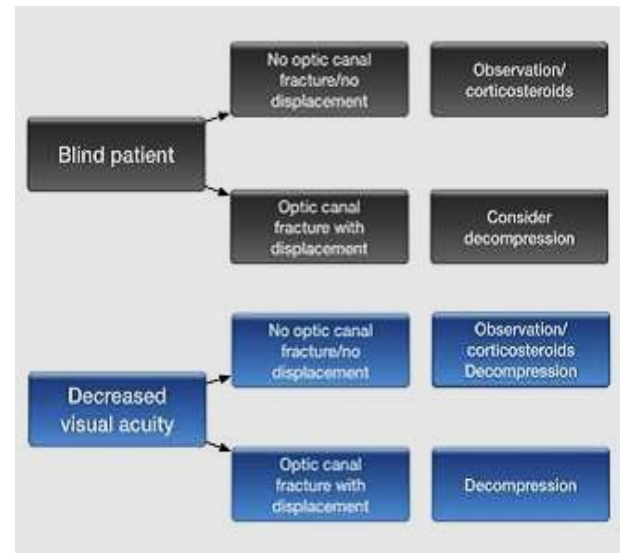 No optic canal
fracture/no
displacement
Observation/
corticosteroids
Blind patient
Optic canal
fracture with
displacement
Consider
decompression
No optic canal
fracture/no
displacement
Observation/
corticosteroids
Decompression
Decreased
visual acuity
Optic canal
fracture with
displacement
Decompression